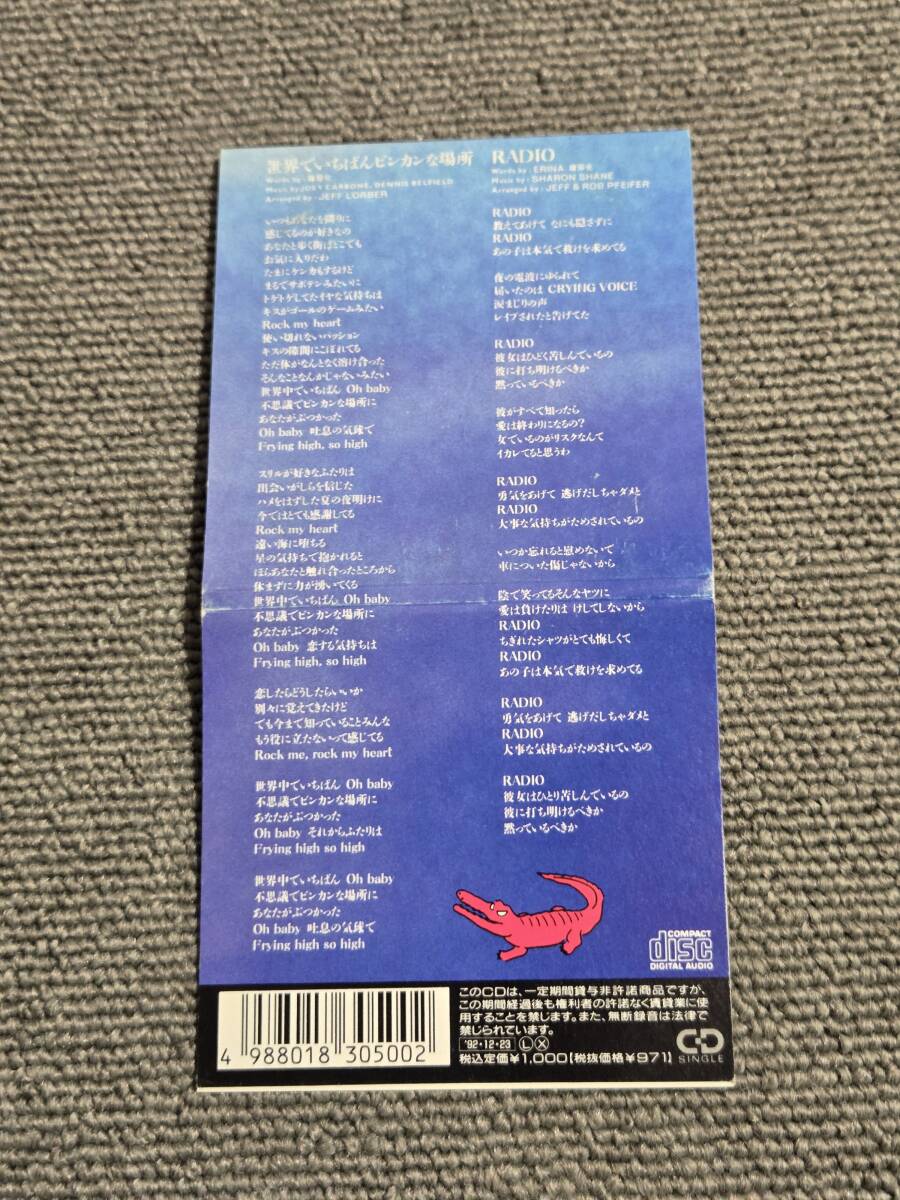 世界でいちばんビンカンな場所
Words by :
Music by JOEY CARBONE, DENNIS BELFIELD
Arranged by : JEFF LORBER
いつもあなたを隣りに
感じてるのが好きなの
あなたと歩く街はどこでも
お気に入りだわ
たまにケンカもするけど
まるでサボテンみたいに
トゲトゲしてたイヤな気持ちは
キスがゴールのゲームみたい
Rock my heart
使い切れないパッション
キスの隙間にこぼれてる
ただ体がなんとなく溶け合った
そんなことなんかじゃないみたい
世界中でいちばん Oh baby
不思議でビンカンな場所に
あなたがぶつかった
Oh baby 吐息の気球で
Frying high, so high
スリルが好きなふたりは
出会いがしらを信じた
ハメをはずした夏の夜明けに
今ではとても感謝してる
Rock my heart
遠い海に堕ちる
星の気持ちで抱かれると
ほらあなたと触れ合ったところから
休まずに力が湧いてくる
世界中でいちばん Oh baby
不思議でビンカンな場所に
あなたがぶつかった
Oh baby 恋する気持ちは
Frying high, so high
恋したらどうしたらいいか
別々に覚えてきたけど
でも今まで知っていることみんな
もう役に立たないって感じてる
Rock me, rock my heart
世界中でいちばん Oh baby
不思議でビンカンな場所に
あなたがぶつかった
Oh baby それからふたりは
Frying high so high
世界中でいちばん Oh baby
不思議でビンカンな場所に
あなたがぶつかった
Oh baby 吐息の気球で
Frying high so high
RADIO
Words by : ERINA,
Music by : SHARON SHANE
Arranged by : JEFF & ROB PFEIFER
RADIO
教えてあげて なにも隠さずに
RADIO
あの子は本気で救けを求めてる
夜の電波にゆられて
届いたのは CRYING VOICE
涙まじりの声
レイプされたと告げてた
RADIO
彼女はひどく苦しんでいるの
彼に打ち明けるべきか
黙っているべきか
彼がすべて知ったら
愛は終わりになるの?
女でいるのがリスクなんて
イカレてると思うわ
RADIO
勇気をあげて 逃げだしちゃダメと
RADIO
大事な気持ちがためされているの
いつか忘れると慰めないで
車についた傷じゃないから
陰で笑ってるそんなヤツに
愛は負けたりは けしてしないから
RADIO
ちぎれたシャツがとても悔しくて
RADIO
あの子は本気で救けを求めてる
RADIO
勇気をあげて 逃げだしちゃダメと
RADIO
大事な気持ちがためされているの
RADIO
彼女はひとり苦しんでいるの
彼に打ち明けるべきか
黙っているべきか
COMPACT
disc
DIGITAL AUDIO
4 988018 305002
このCDは、一定期間貸与非許諾商品ですが、
この期間経過後も権利者の許諾なく賃貸業に使
用することを禁じます。また、無断録音は法律で
禁じられています。
'92・12・23 Ⓛ Ⓧ
税込定価¥1,000【税抜価格¥971】
CD
SINGLE